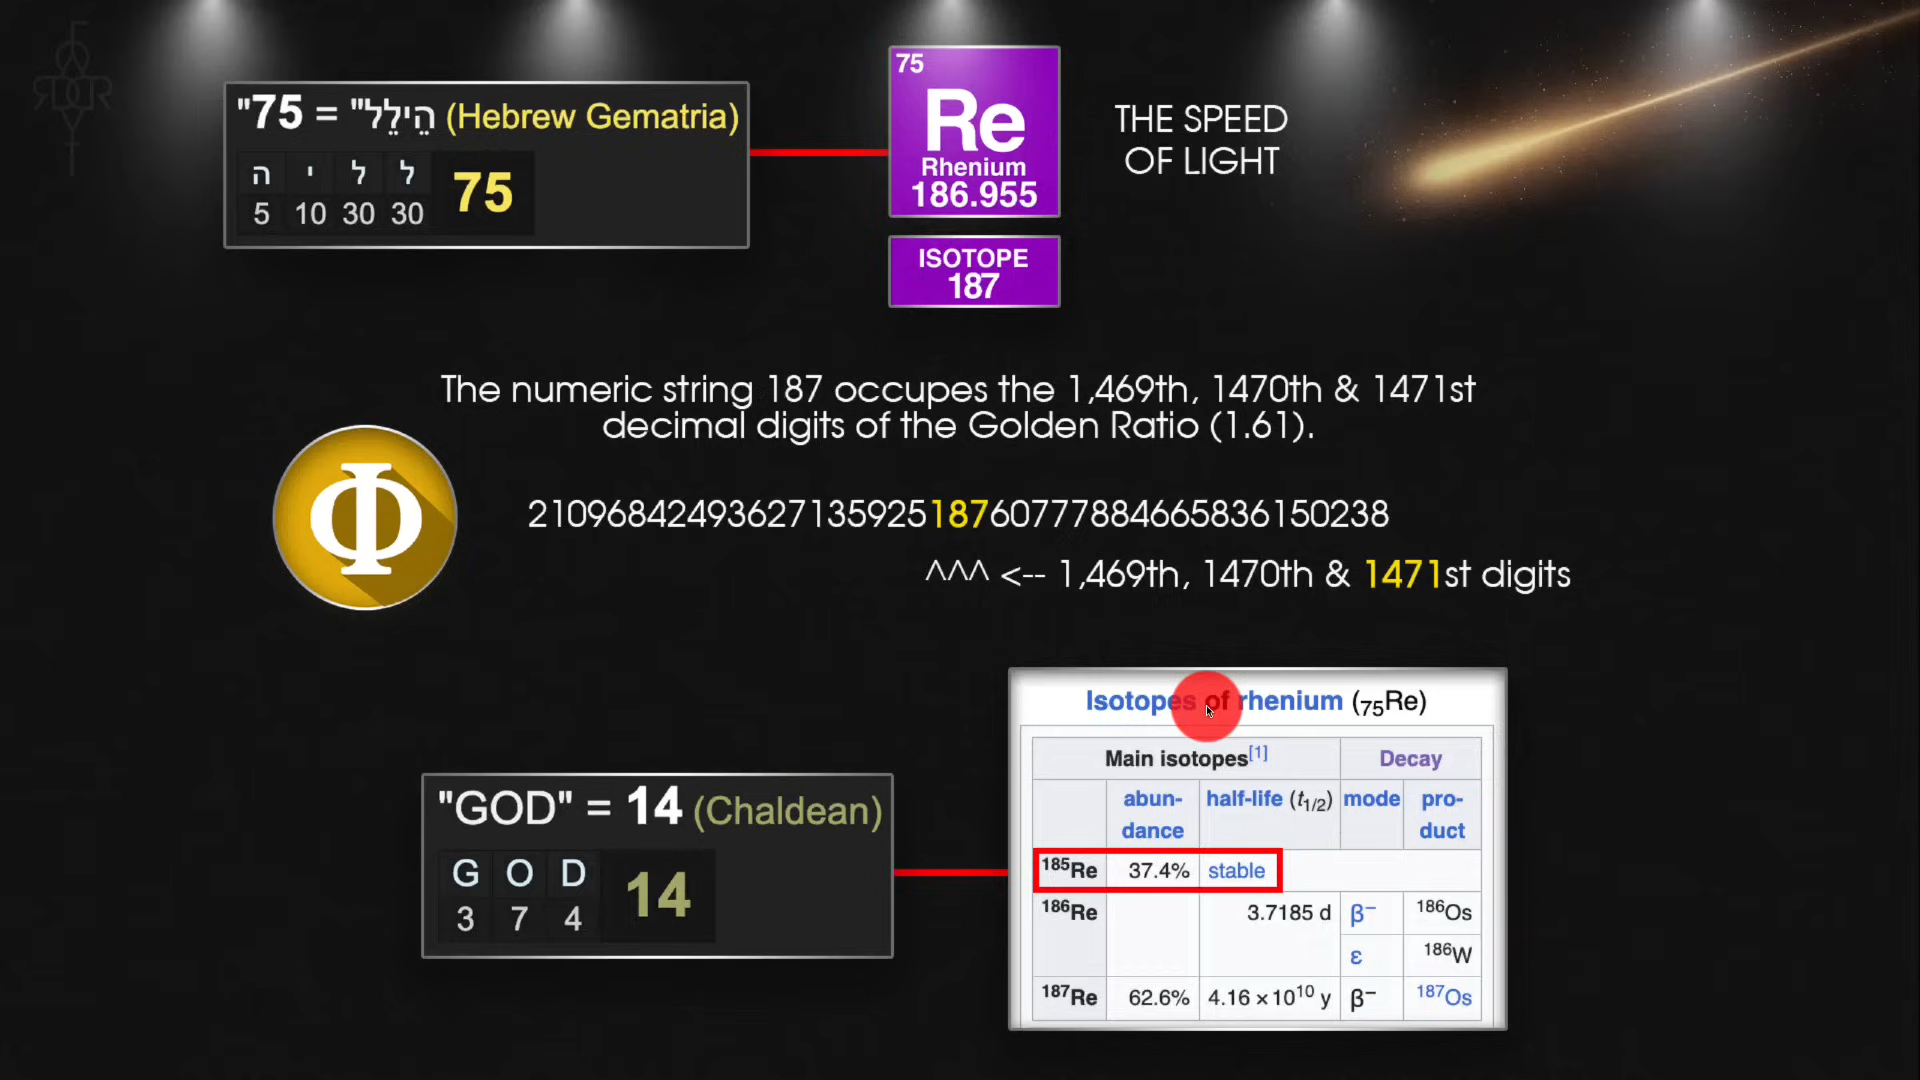 "75 = "הֵילֵל (Hebrew Gematria)
ה י ל ל
5 10 30 30
75
75
Re
Rhenium
186.955
ISOTOPE
187
THE SPEED
OF LIGHT
The numeric string 187 occupes the 1,469th, 1470th & 1471st
decimal digits of the Golden Ratio (1.61).
Φ
2109684249362713592518760777884665836150238
^^^ <-- 1,469th, 1470th & 1471st digits
"GOD" = 14 (Chaldean)
G O D
3 7 4
14
Isotopes of rhenium (₇₅Re)
Main isotopes[1] Decay
abun-
dance
half-life (t1/2) mode
pro-
duct
¹⁸⁵Re 37.4% stable
¹⁸⁶Re 3.7185 d β⁻ ¹⁸⁶Os
ε ¹⁸⁶W
¹⁸⁷Re 62.6% 4.16 × 10¹⁰ y β⁻ ¹⁸⁷Os